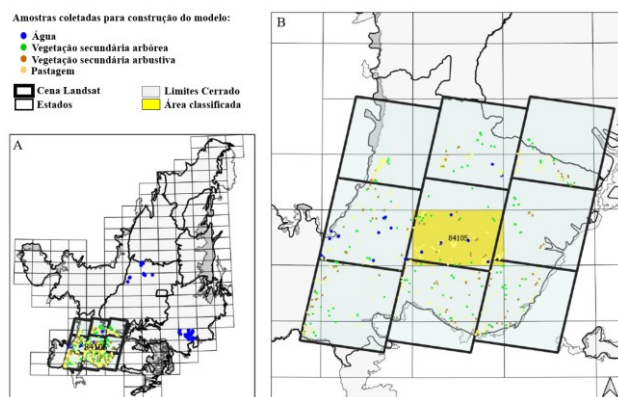 Amostras coletadas para construção do modelo:
Água
Vegetação secundária arbórea
Vegetação secundária arbustiva
Pastagem
Cena Landsat
Limites Cerrado
Estados
Área classificada
A
84105
B
84105